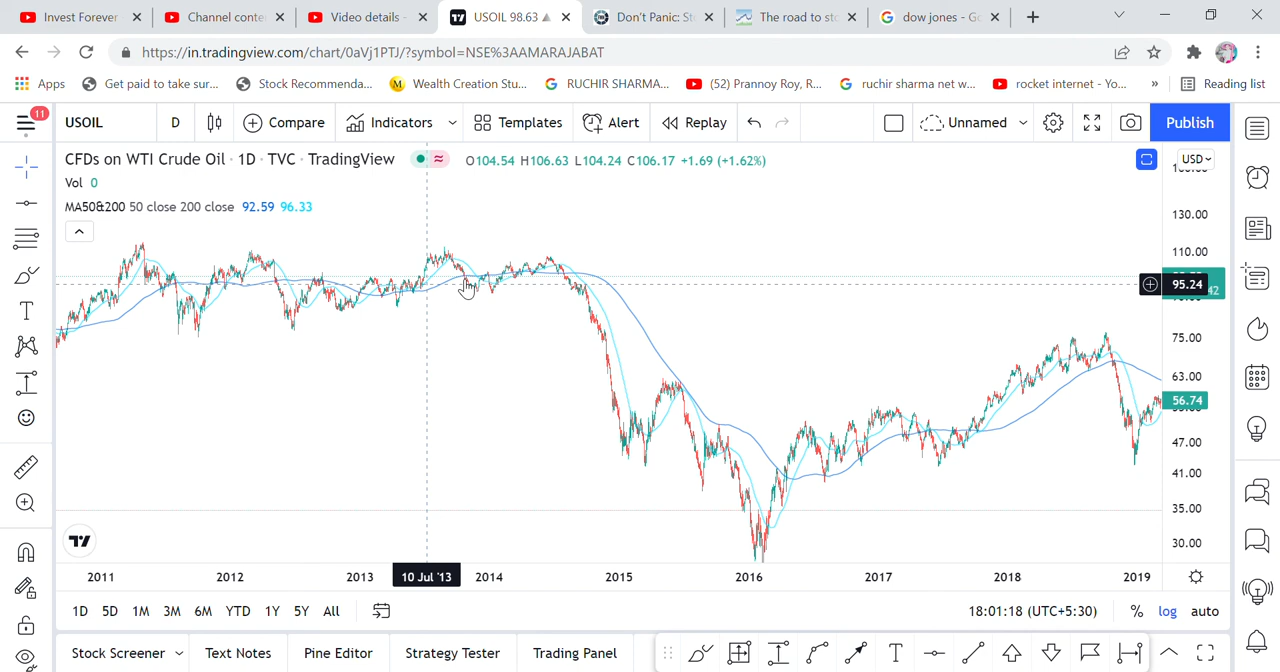 Invest Forever
Channel conte
Video details -
USOIL 98.63
Don't Panic: St
The road to sto
dow jones - Go
https://in.tradingview.com/chart/0aVj1PTJ/?symbol=NSE%3AAMARAJABAT
Apps
Get paid to take sur...
Stock Recommenda...
Wealth Creation Stu...
RUCHIR SHARMA...
(52) Prannoy Roy, R...
ruchir sharma net w...
rocket internet - Yo...
»
Reading list
11
USOIL
D
Compare
Indicators
Templates
Alert
Replay
Unnamed
Publish
CFDs on WTI Crude Oil · 1D · TVC · TradingView
O104.54 H106.63 L104.24 C106.17 +1.69 (+1.62%)
USD
Vol 0
MA50&200 50 close 200 close 92.59 96.33
130.00
110.00
95.24
42
75.00
63.00
56.74
47.00
41.00
35.00
30.00
2011
2012
2013
10 Jul '13
2014
2015
2016
2017
2018
2019
1D 5D 1M 3M 6M YTD 1Y 5Y All
18:01:18 (UTC+5:30)
% log auto
Stock Screener
Text Notes
Pine Editor
Strategy Tester
Trading Panel